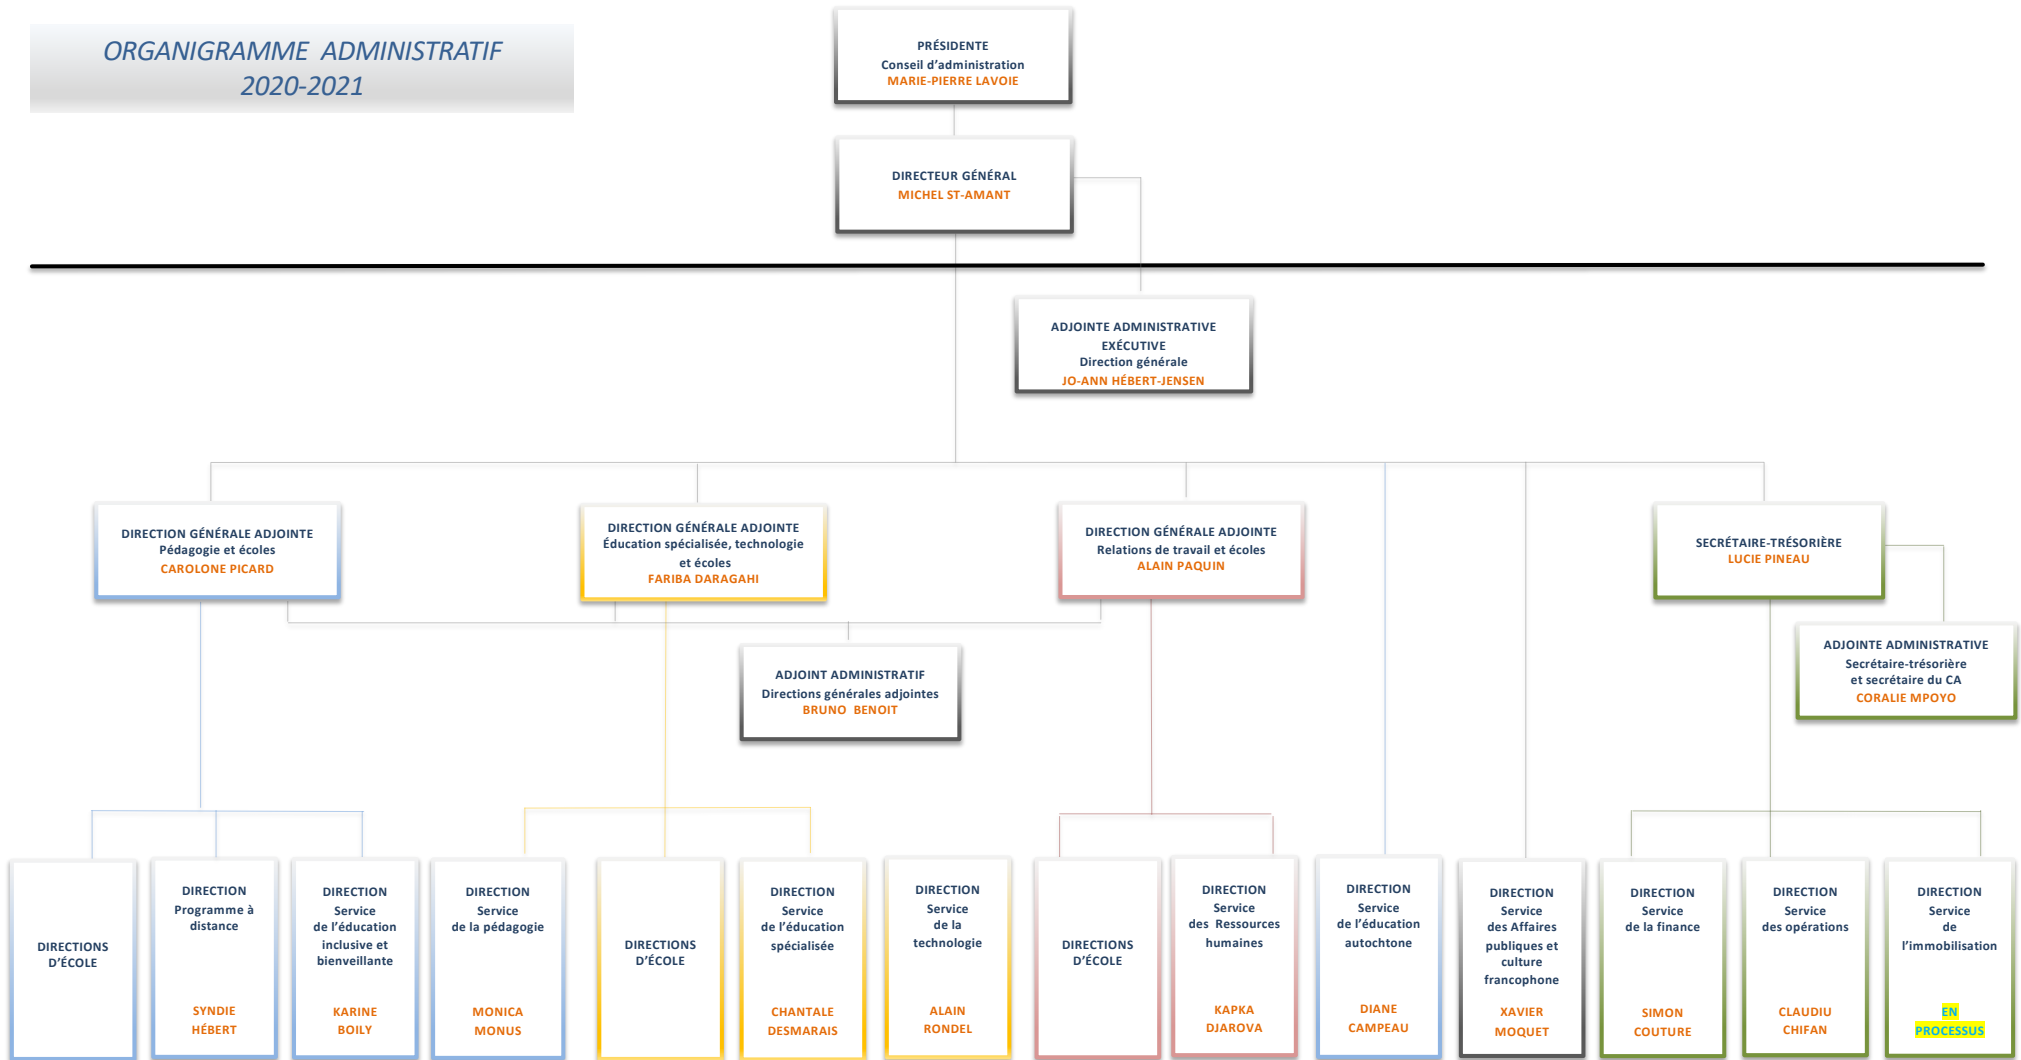 ORGANIGRAMME ADMINISTRATIF
2020-2021
PRÉSIDENTE
Conseil d'administration
MARIE-PIERRE LAVOIE
DIRECTEUR GÉNÉRAL
MICHEL ST-AMANT
ADJOINTE ADMINISTRATIVE
EXÉCUTIVE
Direction générale
JO-ANN HÉBERT-JENSEN
DIRECTION GÉNÉRALE ADJOINTE
Pédagogie et écoles
CAROLONE PICARD
DIRECTION GÉNÉRALE ADJOINTE
Éducation spécialisée, technologie
et écoles
FARIBA DARAGAHI
DIRECTION GÉNÉRALE ADJOINTE
Relations de travail et écoles
ALAIN PAQUIN
SECRÉTAIRE-TRÉSORIÈRE
LUCIE PINEAU
ADJOINT ADMINISTRATIF
Directions générales adjointes
BRUNO BENOIT
ADJOINTE ADMINISTRATIVE
Secrétaire-trésorière
et secrétaire du CA
CORALIE MPOYO
DIRECTIONS
D'ÉCOLE
DIRECTION
Programme à
distance
SYNDIE
HÉBERT
DIRECTION
Service
de l'éducation
inclusive et
bienveillante
KARINE
BOILY
DIRECTION
Service
de la pédagogie
MONICA
MONUS
DIRECTIONS
D'ÉCOLE
DIRECTION
Service
de l'éducation
spécialisée
CHANTALE
DESMARAIS
DIRECTION
Service
de la
technologie
ALAIN
RONDEL
DIRECTIONS
D'ÉCOLE
DIRECTION
Service
des Ressources
humaines
KAPKA
DJAROVA
DIRECTION
Service
de l'éducation
autochtone
DIANE
CAMPEAU
DIRECTION
Service
des Affaires
publiques et
culture
francophone
XAVIER
MOQUET
DIRECTION
Service
de la finance
SIMON
COUTURE
DIRECTION
Service
des opérations
CLAUDIU
CHIFAN
DIRECTION
Service
de
l'immobilisation
EN
PROCESSUS